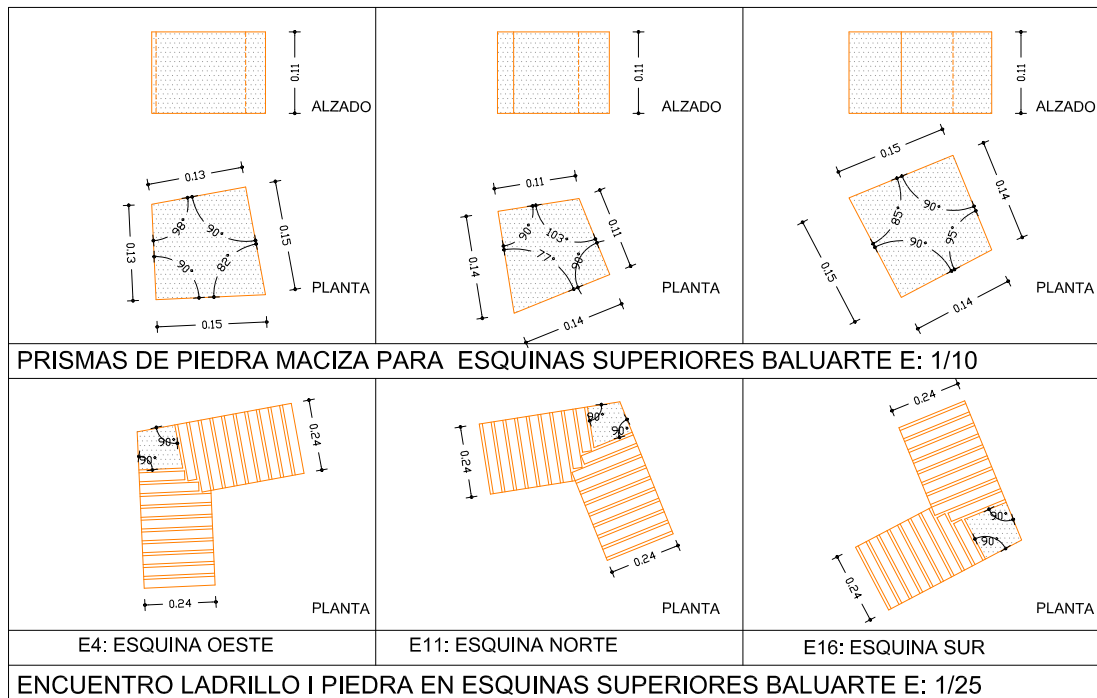 0.11
ALZADO
0.13
0.13
98°
90°
0.15
90°
82°
0.15
PLANTA
0.11
ALZADO
0.11
0.14
90°
103°
0.11
77°
90°
0.14
PLANTA
0.11
ALZADO
0.15
0.14
85°
90°
0.15
90°
95°
0.14
PLANTA
PRISMAS DE PIEDRA MACIZA PARA ESQUINAS SUPERIORES BALUARTE E: 1/10
90°
90°
0.24
0.24
PLANTA
E4: ESQUINA OESTE
90°
90°
0.24
0.24
PLANTA
E11: ESQUINA NORTE
0.24
90°
90°
0.24
PLANTA
E16: ESQUINA SUR
ENCUENTRO LADRILLO I PIEDRA EN ESQUINAS SUPERIORES BALUARTE E: 1/25